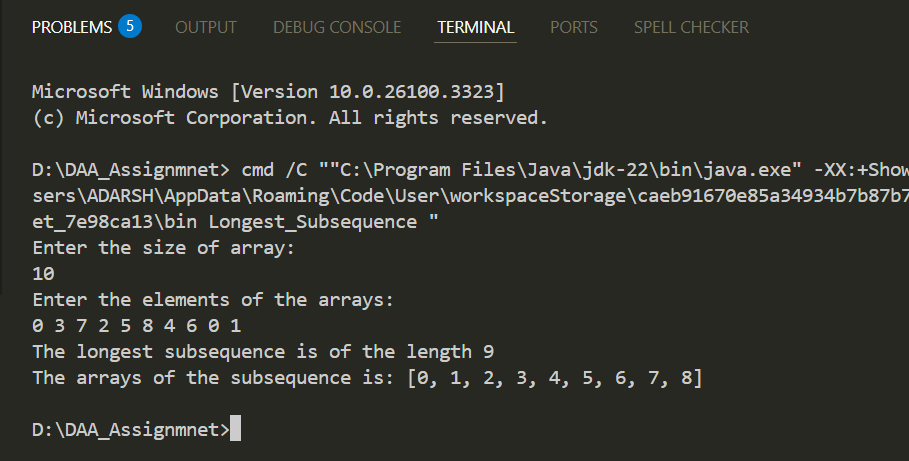 PROBLEMS 5 OUTPUT DEBUG CONSOLE TERMINAL PORTS SPELL CHECKER
Microsoft Windows [Version 10.0.26100.3323]
(c) Microsoft Corporation. All rights reserved.
D:\DAA_Assignmnet> cmd /C ""C:\Program Files\Java\jdk-22\bin\java.exe" -XX:+Show
sers\ADARSH\AppData\Roaming\Code\User\workspaceStorage\caeb91670e85a34934b7b87b7
et_7e98ca13\bin Longest_Subsequence "
Enter the size of array:
10
Enter the elements of the arrays:
0 3 7 2 5 8 4 6 0 1
The longest subsequence is of the length 9
The arrays of the subsequence is: [0, 1, 2, 3, 4, 5, 6, 7, 8]
D:\DAA_Assignmnet>